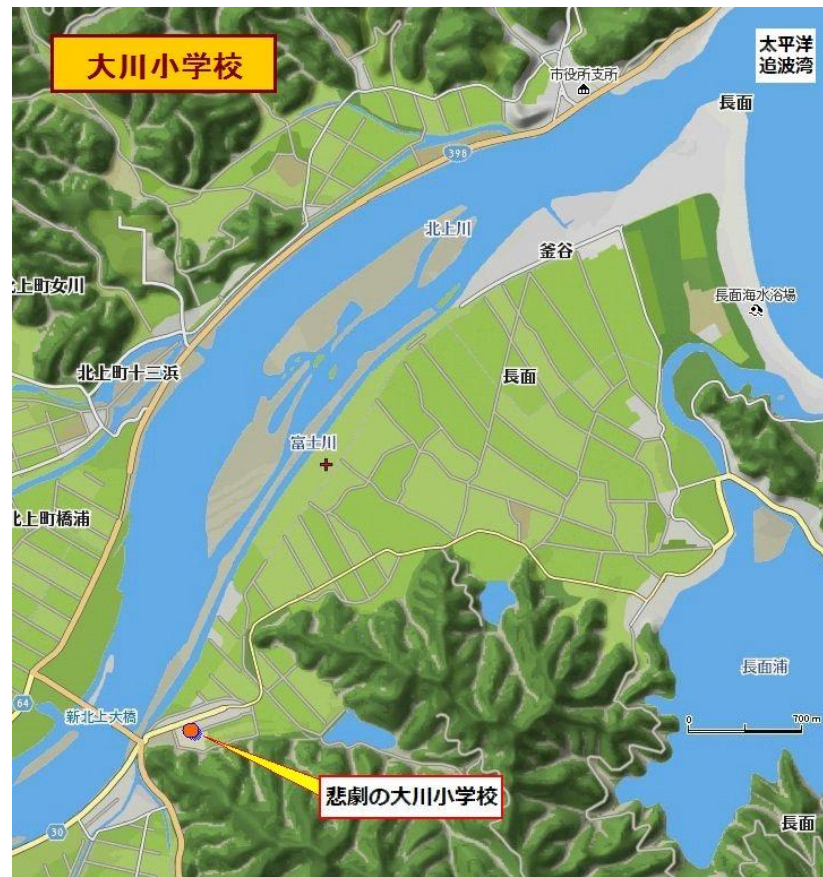 大川小学校
太平洋
追波湾
市役所支所
長面
398
北上川
釜谷
北上町女川
長面海水浴場
北上町十三浜
長面
富士川
北上町橋浦
長面浦
64
新北上大橋
0 700 m
悲劇の大川小学校
長面
30